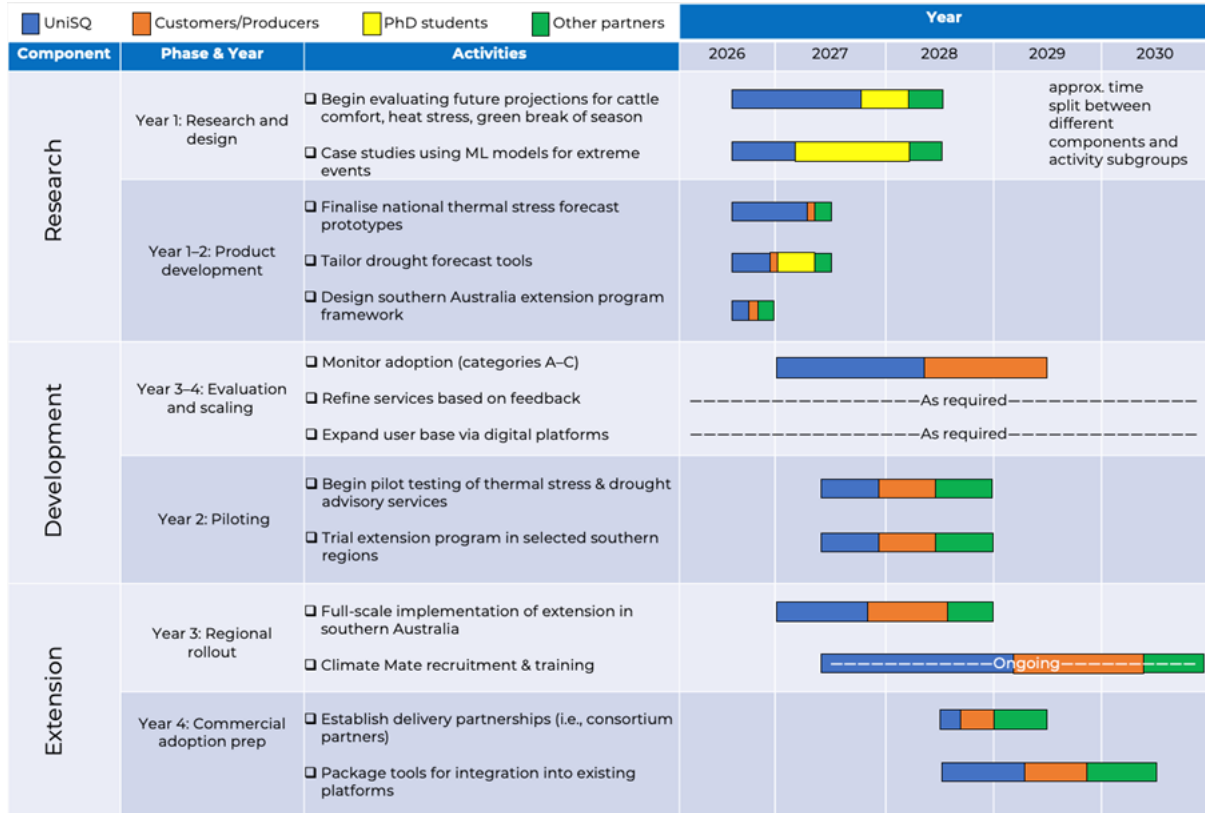 UniSQ
Customers/Producers
PhD students
Other partners
Year
Component
Phase & Year
Activities
2026
2027
2028
2029
2030
Research
Year 1: Research and
design
❑ Begin evaluating future projections for cattle
comfort, heat stress, green break of season
❑ Case studies using ML models for extreme
events
approx. time
split between
different
components and
activity subgroups
Year 1–2: Product
development
❑ Finalise national thermal stress forecast
prototypes
❑ Tailor drought forecast tools
❑ Design southern Australia extension program
framework
Development
Year 3–4: Evaluation
and scaling
❑ Monitor adoption (categories A–C)
❑ Refine services based on feedback
As required
❑ Expand user base via digital platforms
As required
Year 2: Piloting
❑ Begin pilot testing of thermal stress & drought
advisory services
❑ Trial extension program in selected southern
regions
Extension
Year 3: Regional
rollout
❑ Full-scale implementation of extension in
southern Australia
❑ Climate Mate recruitment & training
Ongoing
Year 4: Commercial
adoption prep
❑ Establish delivery partnerships (i.e., consortium
partners)
❑ Package tools for integration into existing
platforms